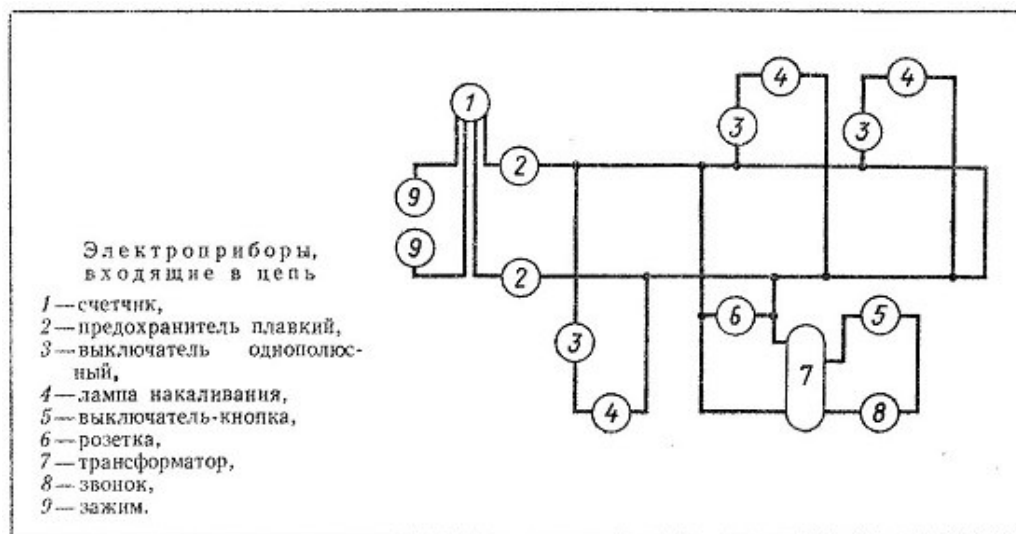 Электроприборы,
входящие в цепь
1 — счетчик,
2 — предохранитель плавкий,
3 — выключатель однополюс-
ный,
4 — лампа накаливания,
5 — выключатель-кнопка,
6 — розетка,
7 — трансформатор,
8 — звонок,
9 — зажим.
4 4
1
3 3
2
9
9
2
6 5
3
7
4 8